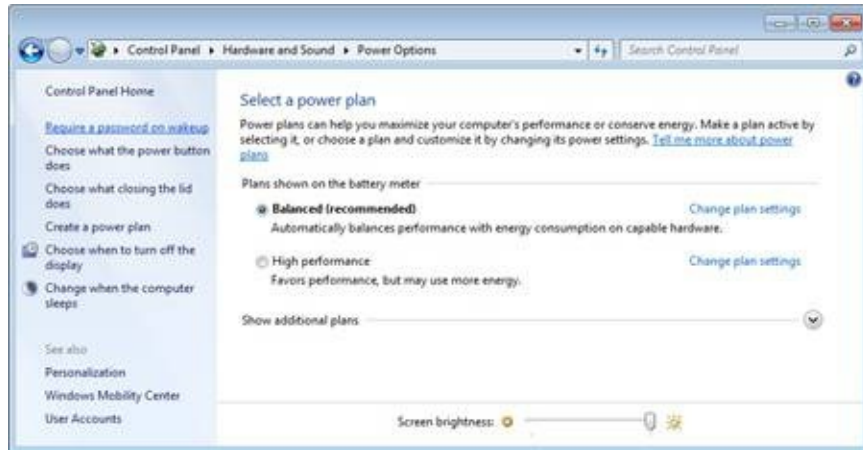 Control Panel ▸ Hardware and Sound ▸ Power Options
Search Control Panel
Control Panel Home
Require a password on wakeup
Choose what the power button
does
Choose what closing the lid
does
Create a power plan
Choose when to turn off the
display
Change when the computer
sleeps
See also
Personalization
Windows Mobility Center
User Accounts
Select a power plan
Power plans can help you maximize your computer's performance or conserve energy. Make a plan active by
selecting it, or choose a plan and customize it by changing its power settings. Tell me more about power
plans
Plans shown on the battery meter
Balanced (recommended) Change plan settings
Automatically balances performance with energy consumption on capable hardware.
High performance Change plan settings
Favors performance, but may use more energy.
Show additional plans
Screen brightness: